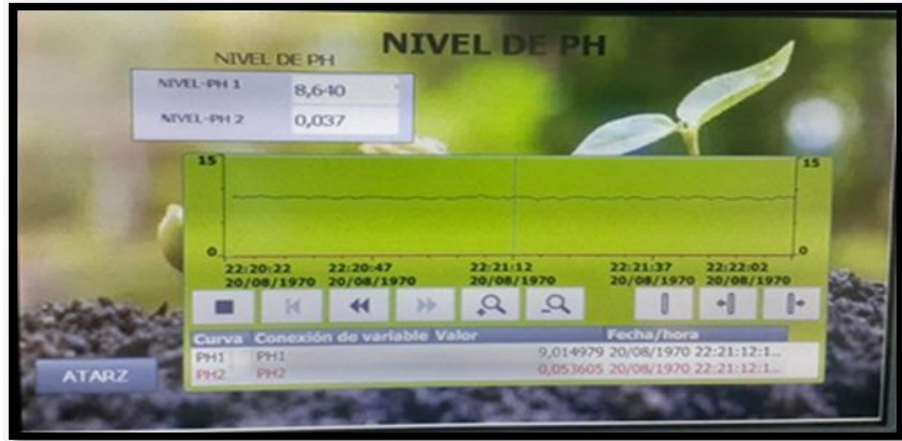 NIVEL DE PH
NIVEL DE PH
NIVEL-PH 1 8,640
NIVEL-PH 2 0,037
15 15
0 0
22:20:22 22:20:47 22:21:12 22:21:37 22:22:02
20/08/1970 20/08/1970 20/08/1970 20/08/1970 20/08/1970
Curva Conexión de variable Valor Fecha/hora
PH1 PH1 9,014979 20/08/1970 22:21:12:1...
PH2 PH2 0,053605 20/08/1970 22:21:12:1...
ATARZ